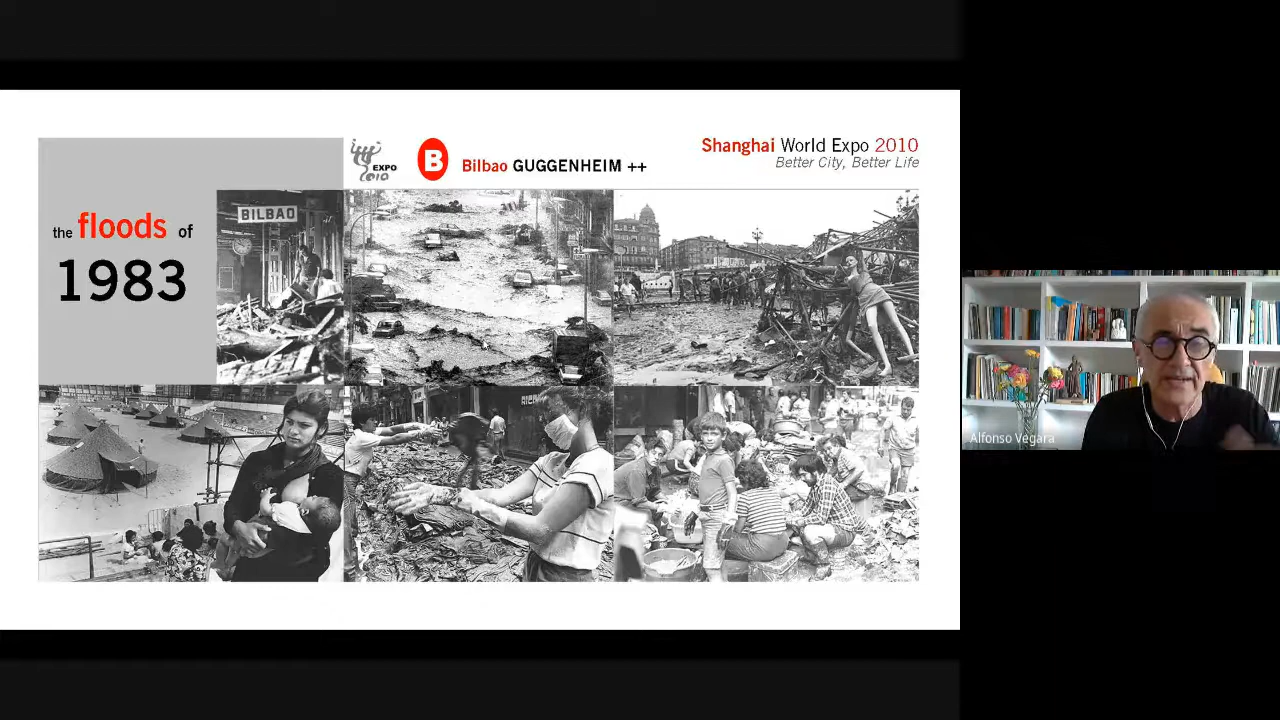 EXPO
2010
B
Bilbao GUGGENHEIM ++
Shanghai World Expo 2010
Better City, Better Life
the floods of
1983
BILBAO
Alfonso Vegara